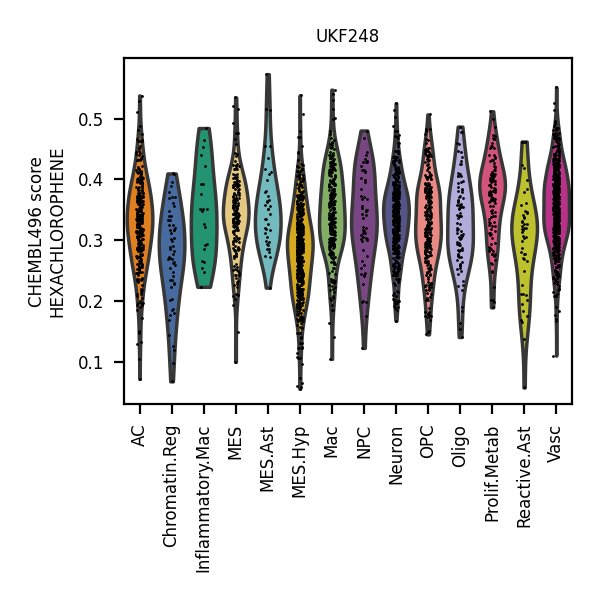 UKF248
CHEMBL496 score
HEXACHLOROPHENE
0.5
0.4
0.3
0.2
0.1
AC
Chromatin.Reg
Inflammatory.Mac
MES
MES.Ast
MES.Hyp
Mac
NPC
Neuron
OPC
Oligo
Prolif.Metab
Reactive.Ast
Vasc